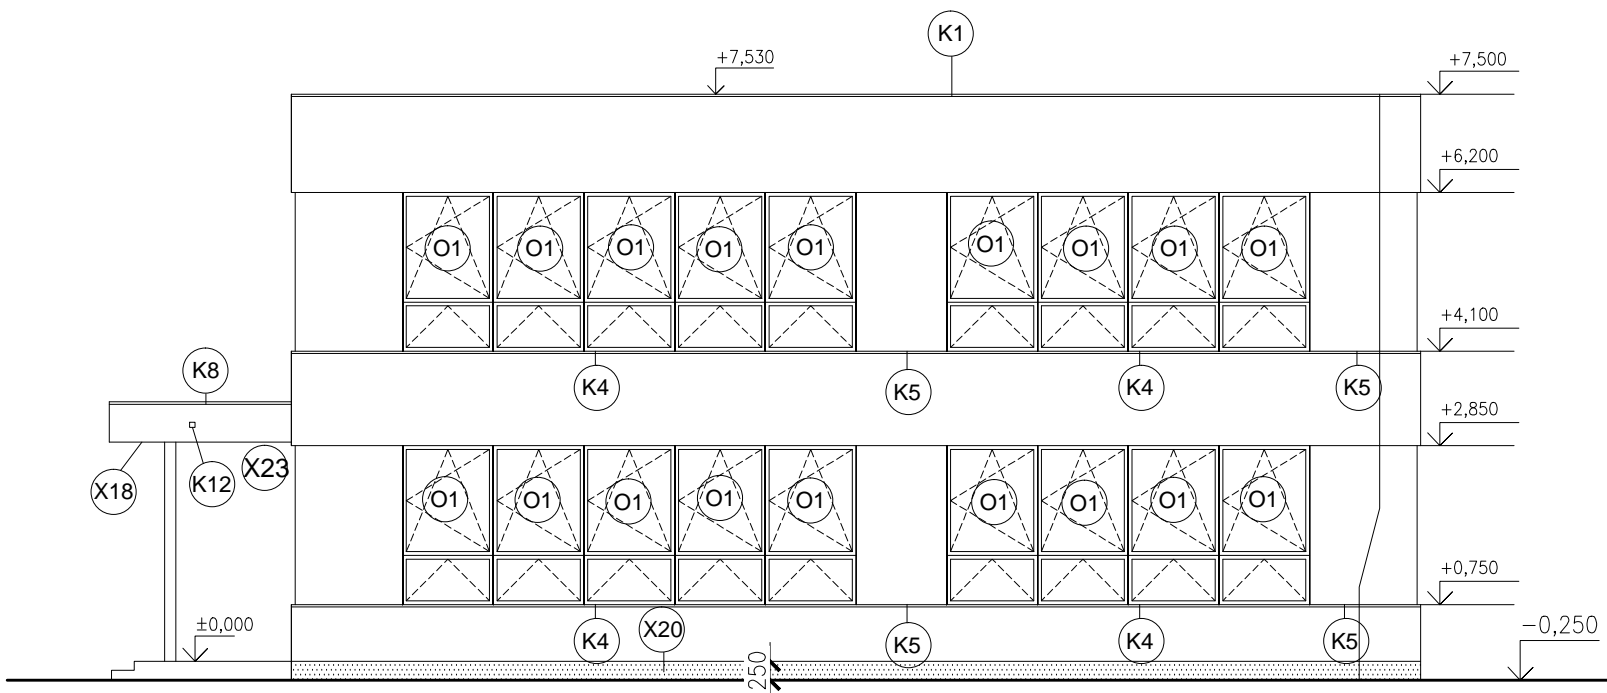 K1
+7,530
+7,500
+6,200
O1 O1 O1 O1 O1 O1 O1 O1 O1
+4,100
K8
K4 K5 K4 K5
+2,850
X18 K12 X23
O1 O1 O1 O1 O1 O1 O1 O1 O1
+0,750
±0,000
K4 X20 K5 K4 K5
-0,250
250